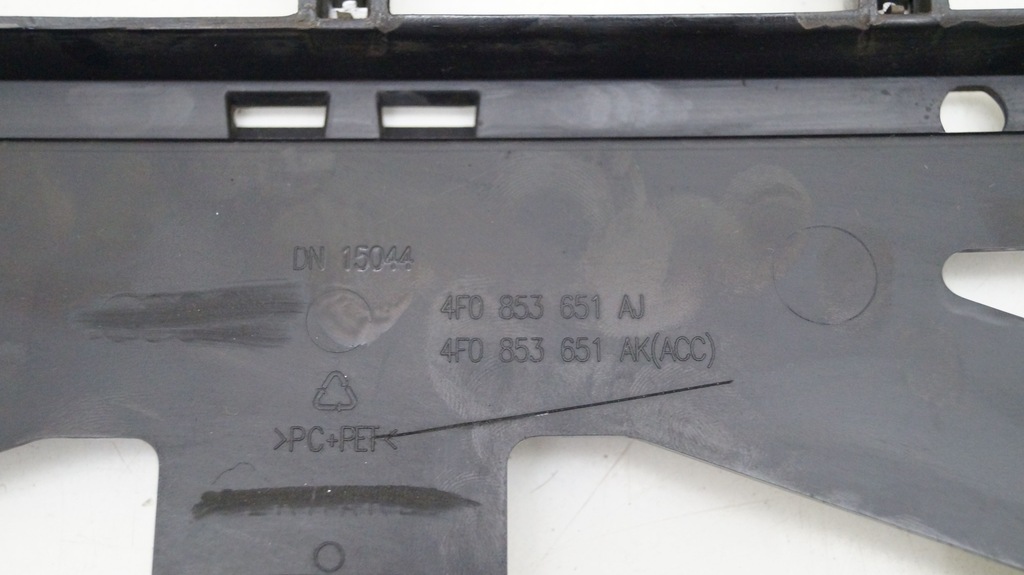 DN 15044
4F0 853 651 AJ
4F0 853 651 AK(ACC)
>PC+PET<